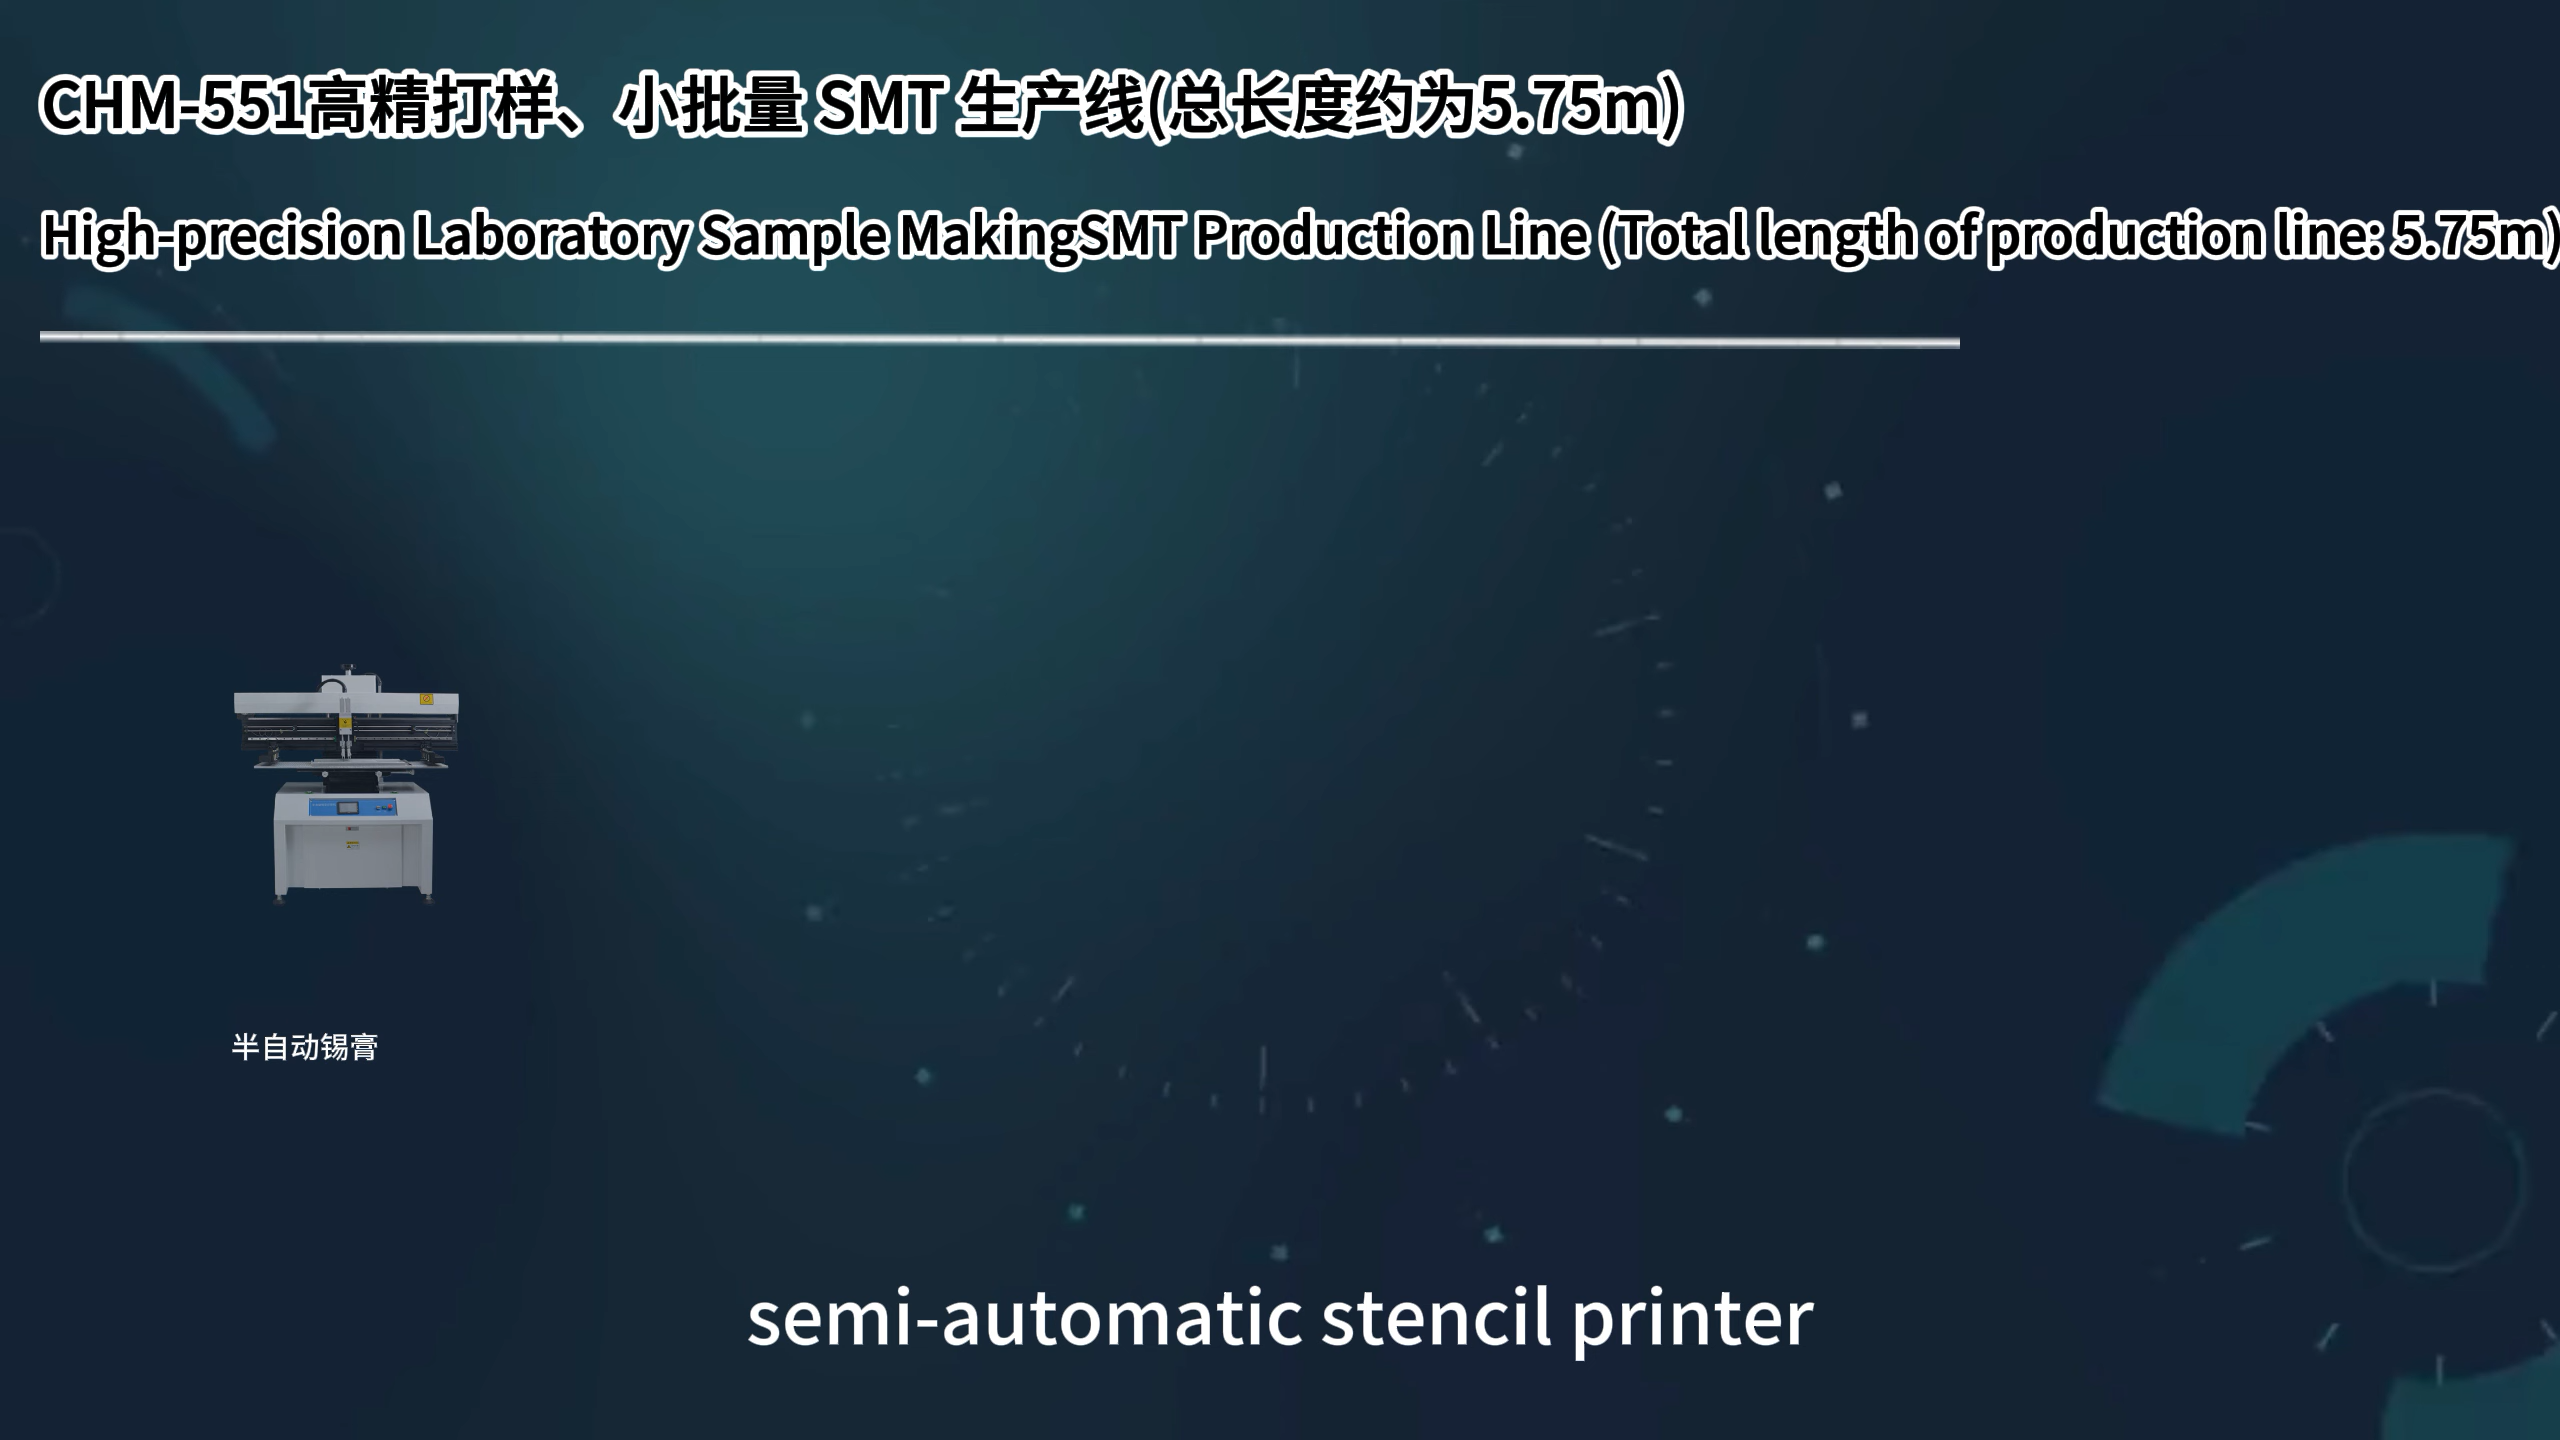 CHM-551高精打样、小批量 SMT 生产线(总长度约为5.75m)
High-precision Laboratory Sample MakingSMT Production Line (Total length of production line: 5.75m)
半自动锡膏
semi-automatic stencil printer